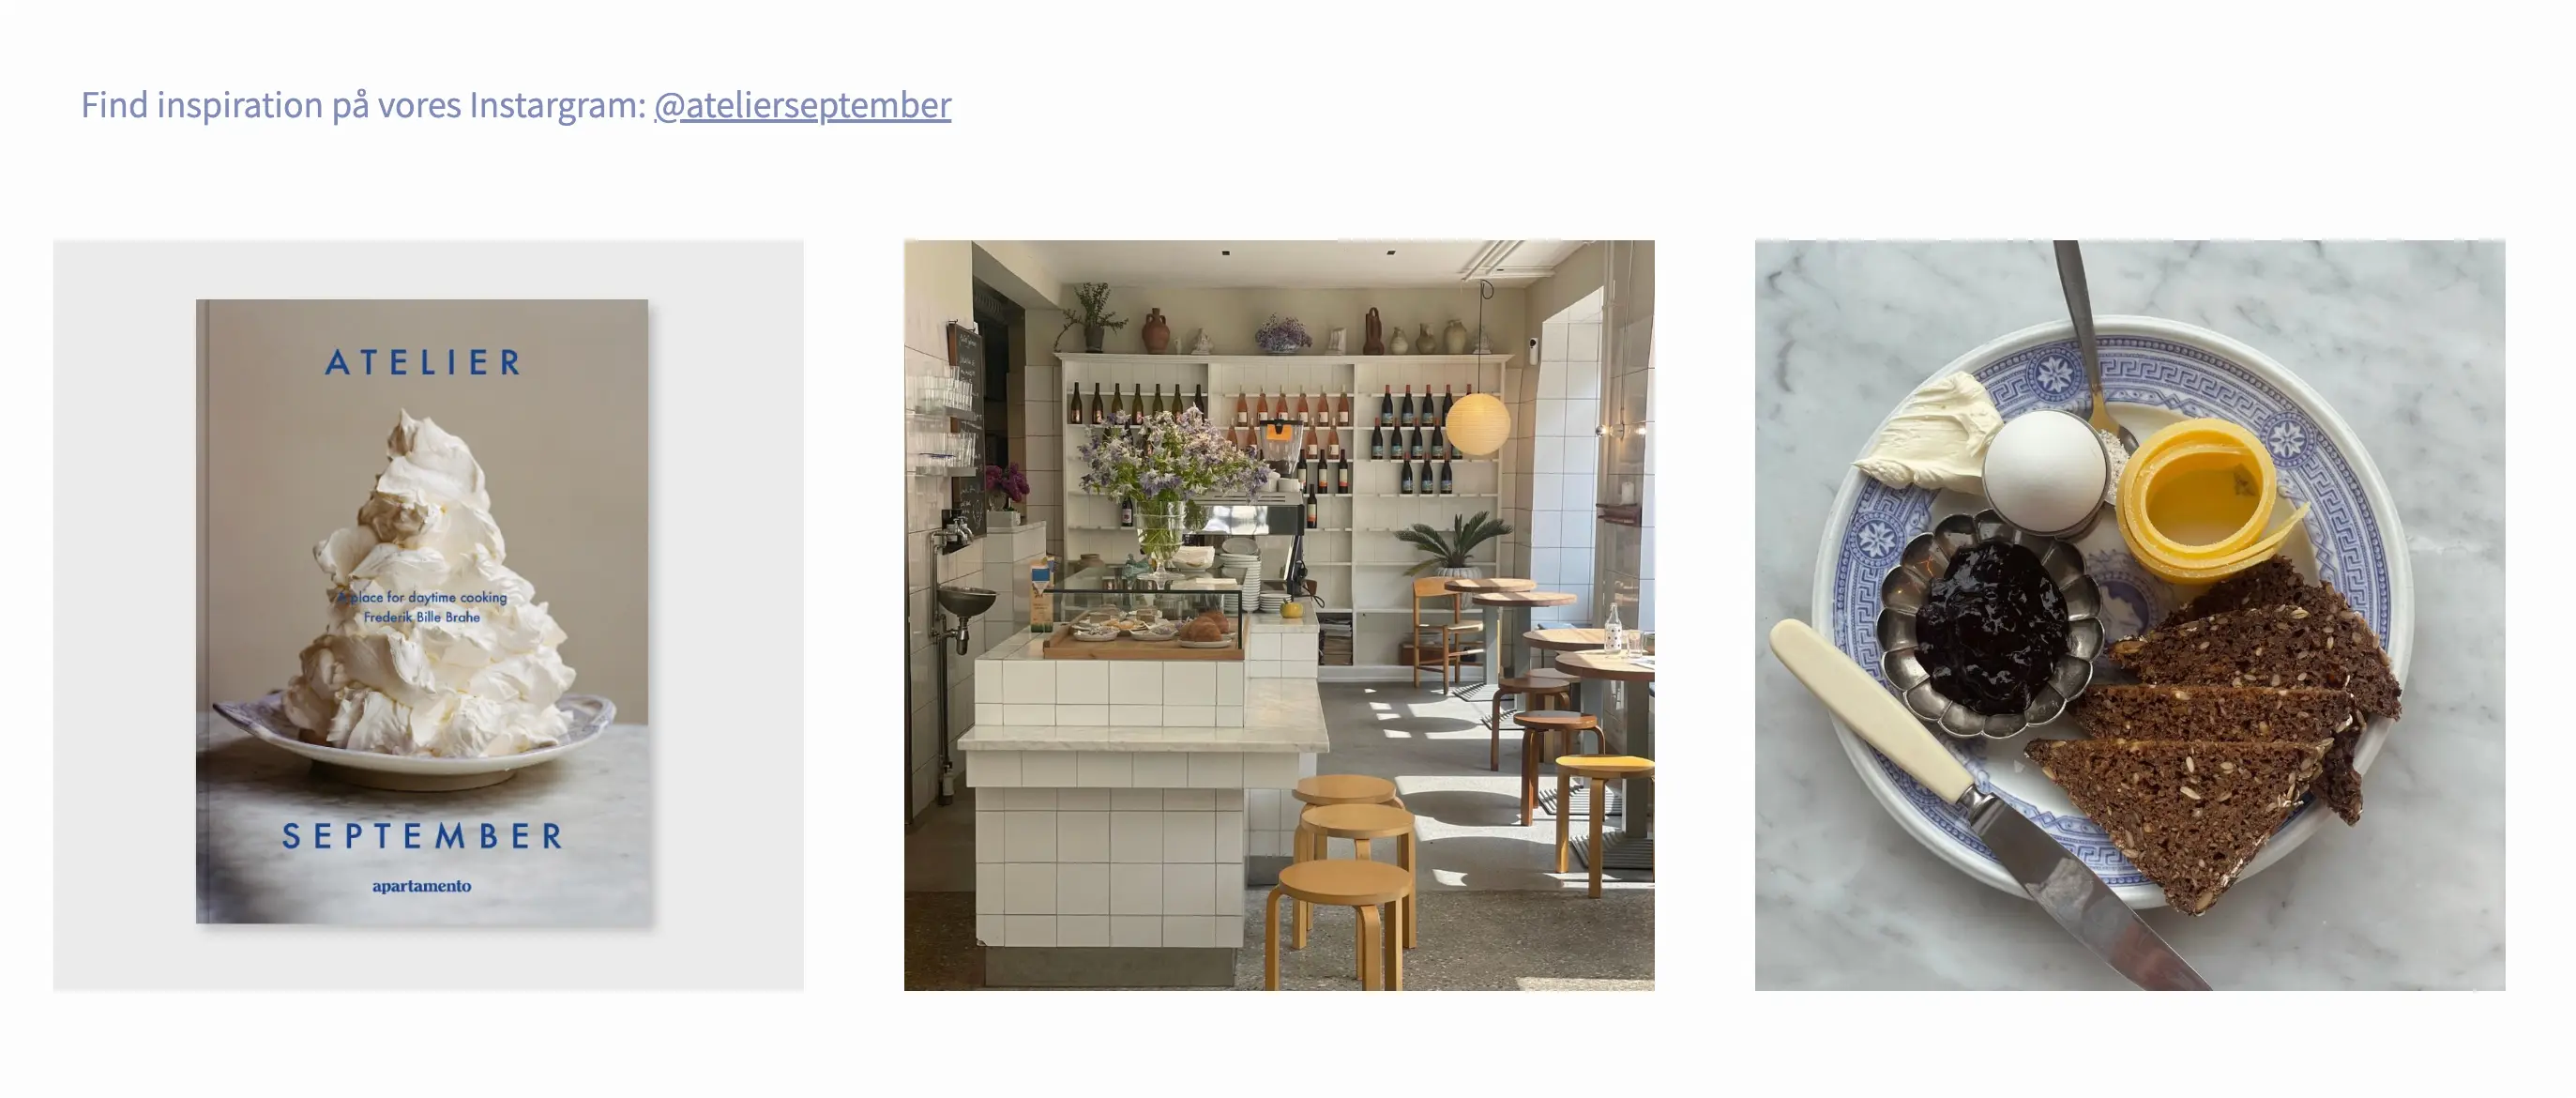 Find inspiration på vores Instargram: @atelierseptember
ATELIER
A place for daytime cooking
Frederik Bille Brahe
SEPTEMBER
apartamento